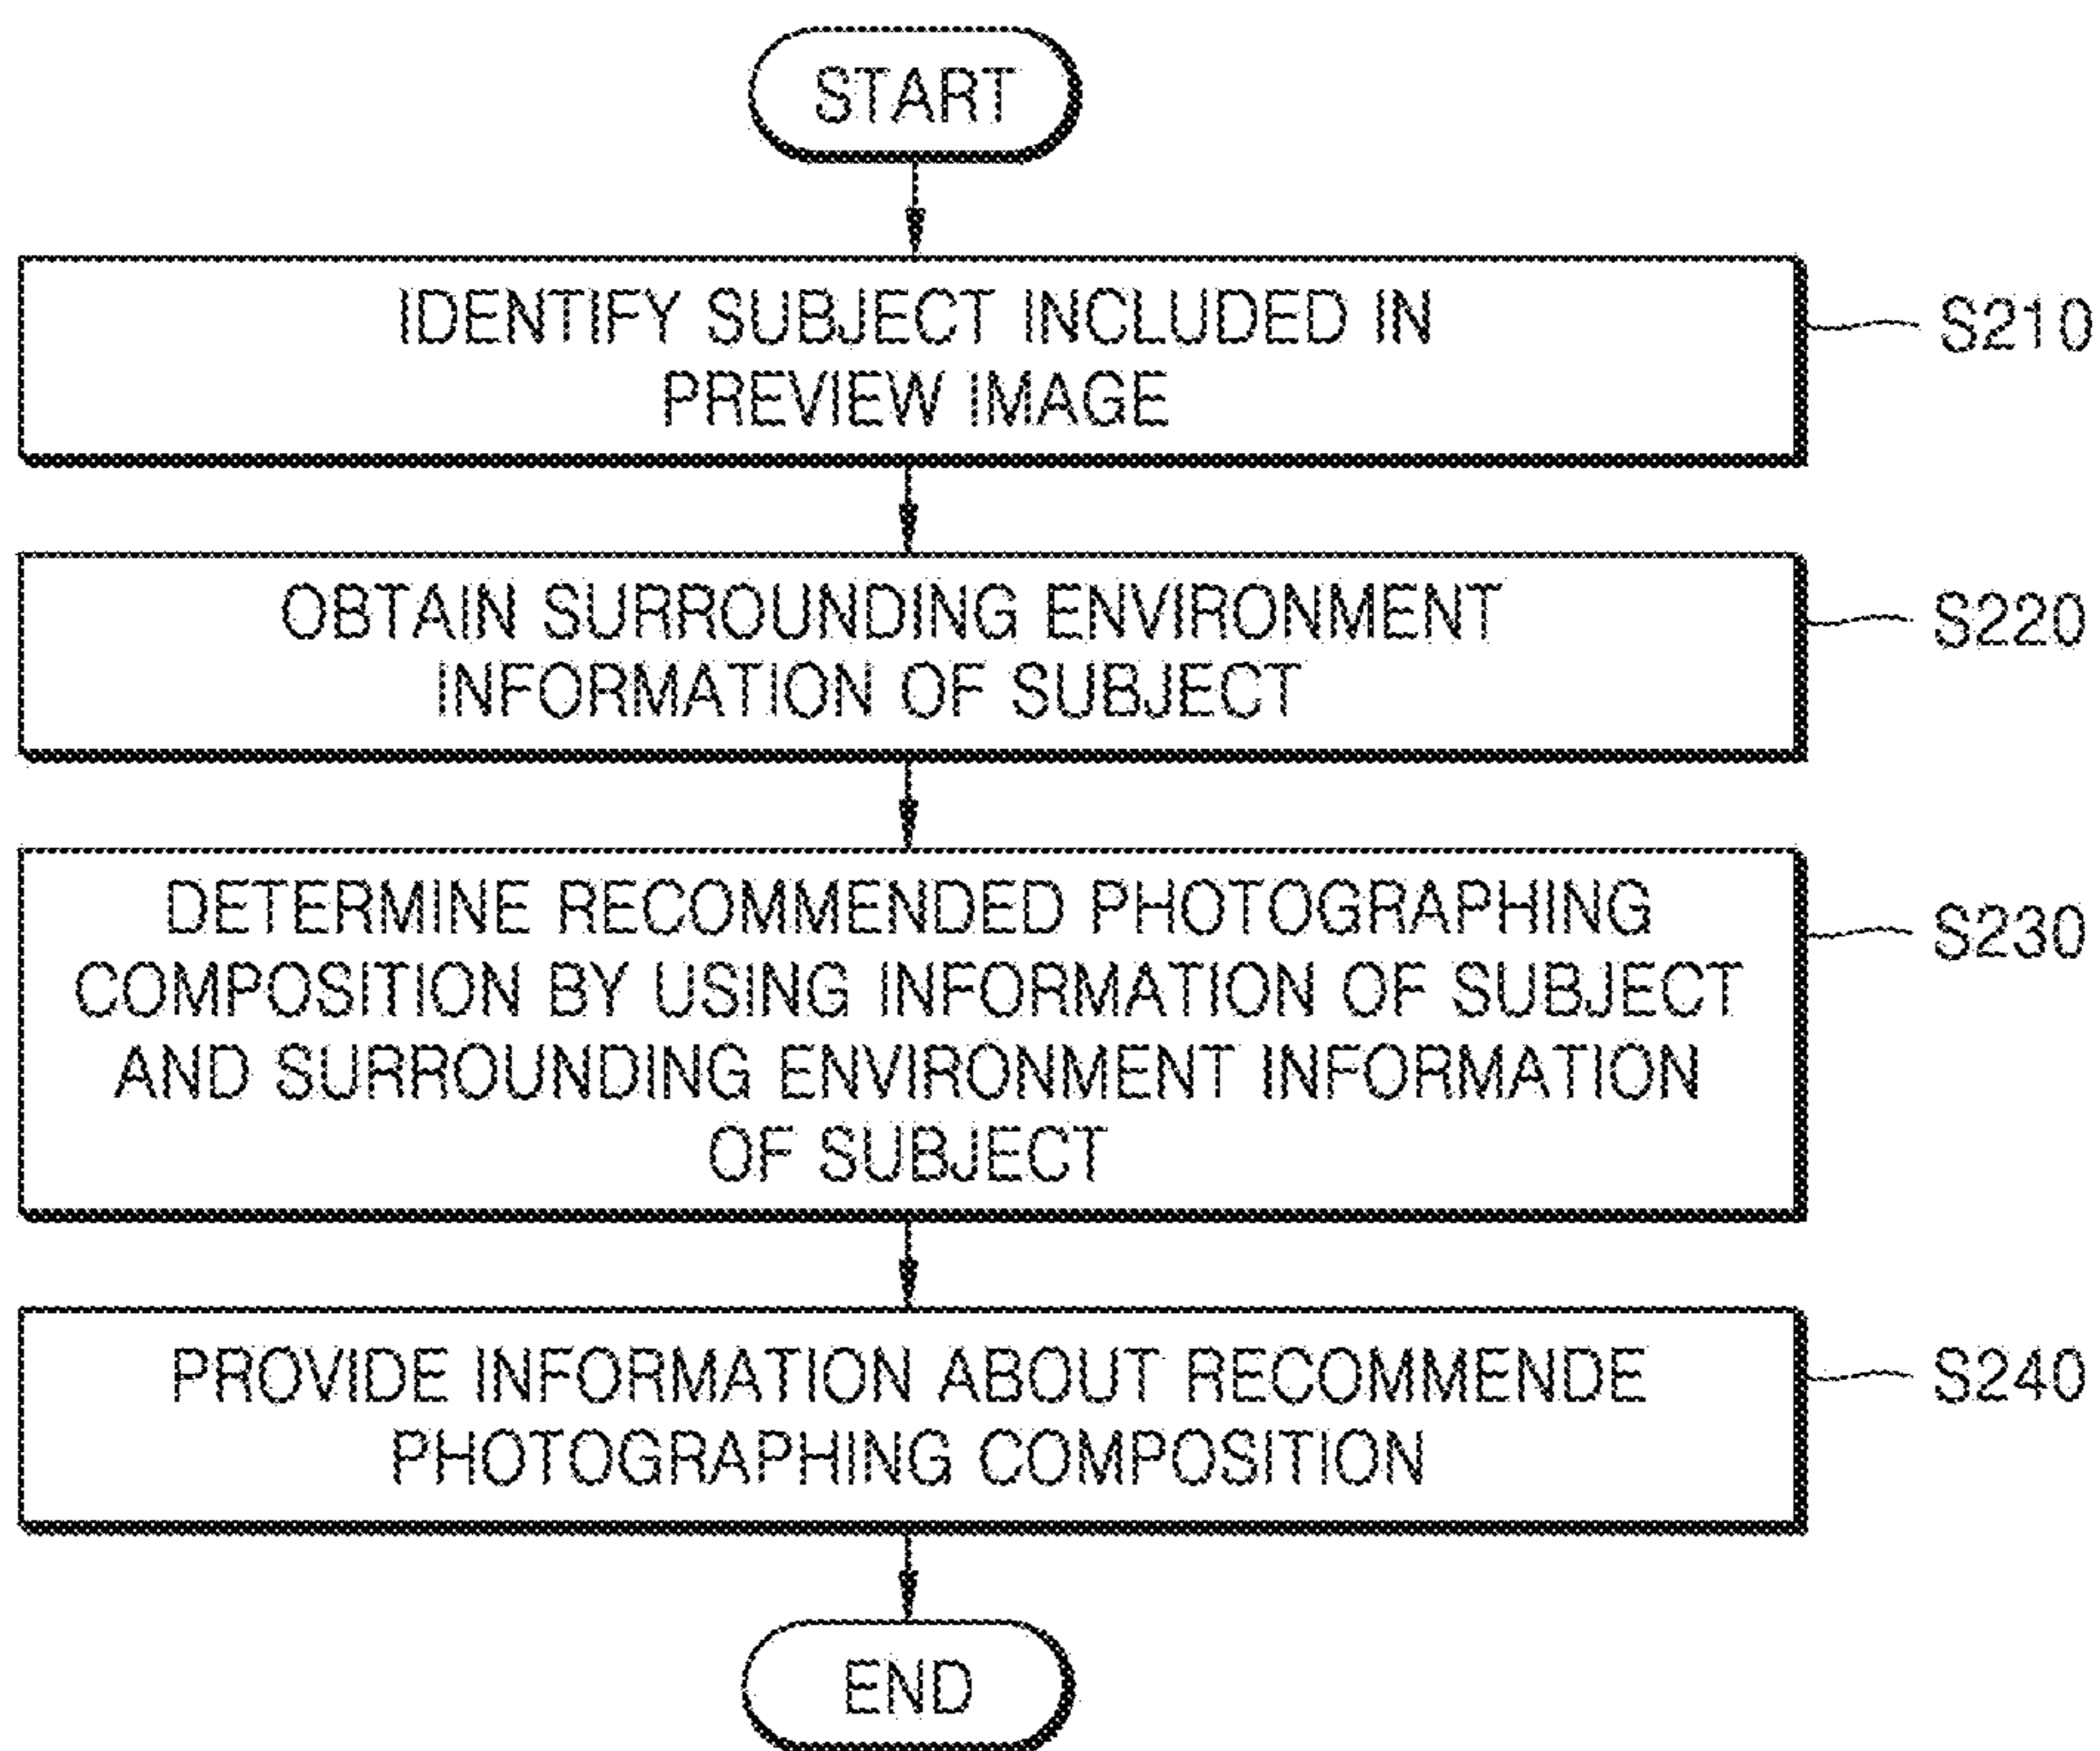 START
IDENTIFY SUBJECT INCLUDED IN
PREVIEW IMAGE
S210
OBTAIN SURROUNDING ENVIRONMENT
INFORMATION OF SUBJECT
S220
DETERMINE RECOMMENDED PHOTOGRAPHING
COMPOSITION BY USING INFORMATION OF SUBJECT
AND SURROUNDING ENVIRONMENT INFORMATION
OF SUBJECT
S230
PROVIDE INFORMATION ABOUT RECOMMENDE
PHOTOGRAPHING COMPOSITION
S240
END